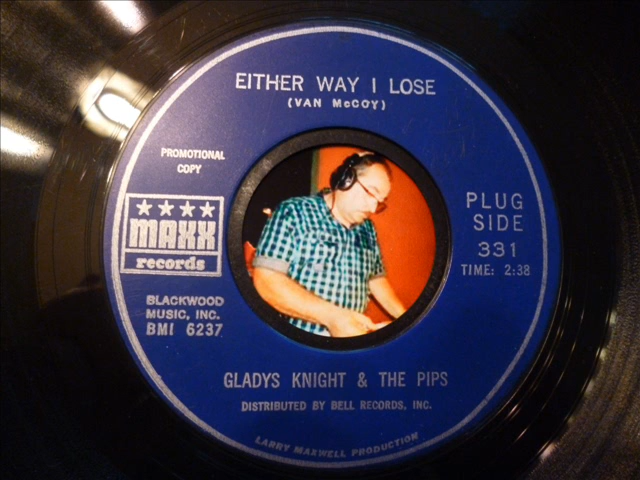 EITHER WAY I LOSE
(VAN McCOY)
PROMOTIONAL
COPY
MAXX
records
BLACKWOOD
MUSIC, INC.
BMI 6237
PLUG
SIDE
331
TIME: 2:38
GLADYS KNIGHT & THE PIPS
DISTRIBUTED BY BELL RECORDS, INC.
LARRY MAXWELL PRODUCTION